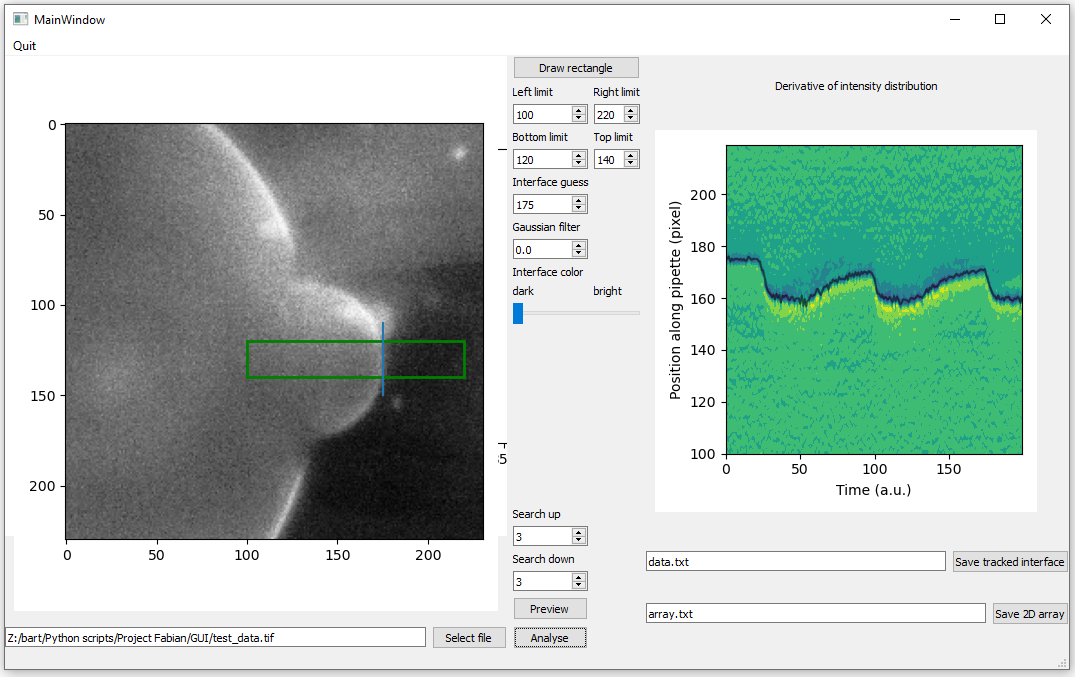 MainWindow
Quit
Draw rectangle
Left limit Right limit
100 220
Bottom limit Top limit
120 140
Interface guess
175
Gaussian filter
0.0
Interface color
dark bright
0
50
100
150
200
0 50 100 150 200
Search up
3
Search down
3
Preview
Z:/bart/Python scripts/Project Fabian/GUI/test_data.tif
Select file
Analyse
Derivative of intensity distribution
Position along pipette (pixel)
200
180
160
140
120
100
0 50 100 150
Time (a.u.)
data.txt
Save tracked interface
array.txt
Save 2D array